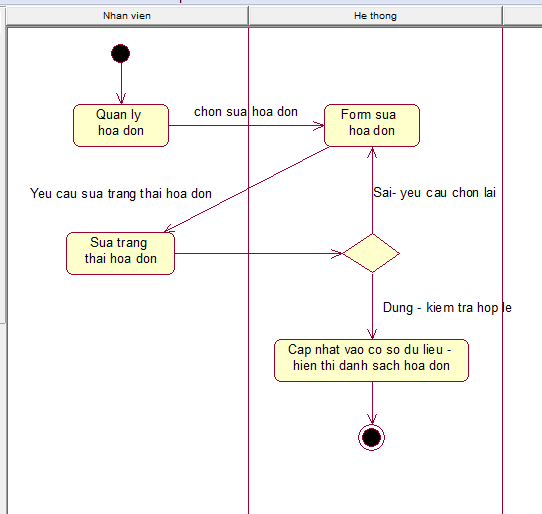 Nhan vien
He thong
Quan ly
hoa don
chon sua hoa don
Form sua
hoa don
Yeu cau sua trang thai hoa don
Sai- yeu cau chon lai
Sua trang
thai hoa don
Dung - kiem tra hop le
Cap nhat vao co so du lieu -
hien thi danh sach hoa don